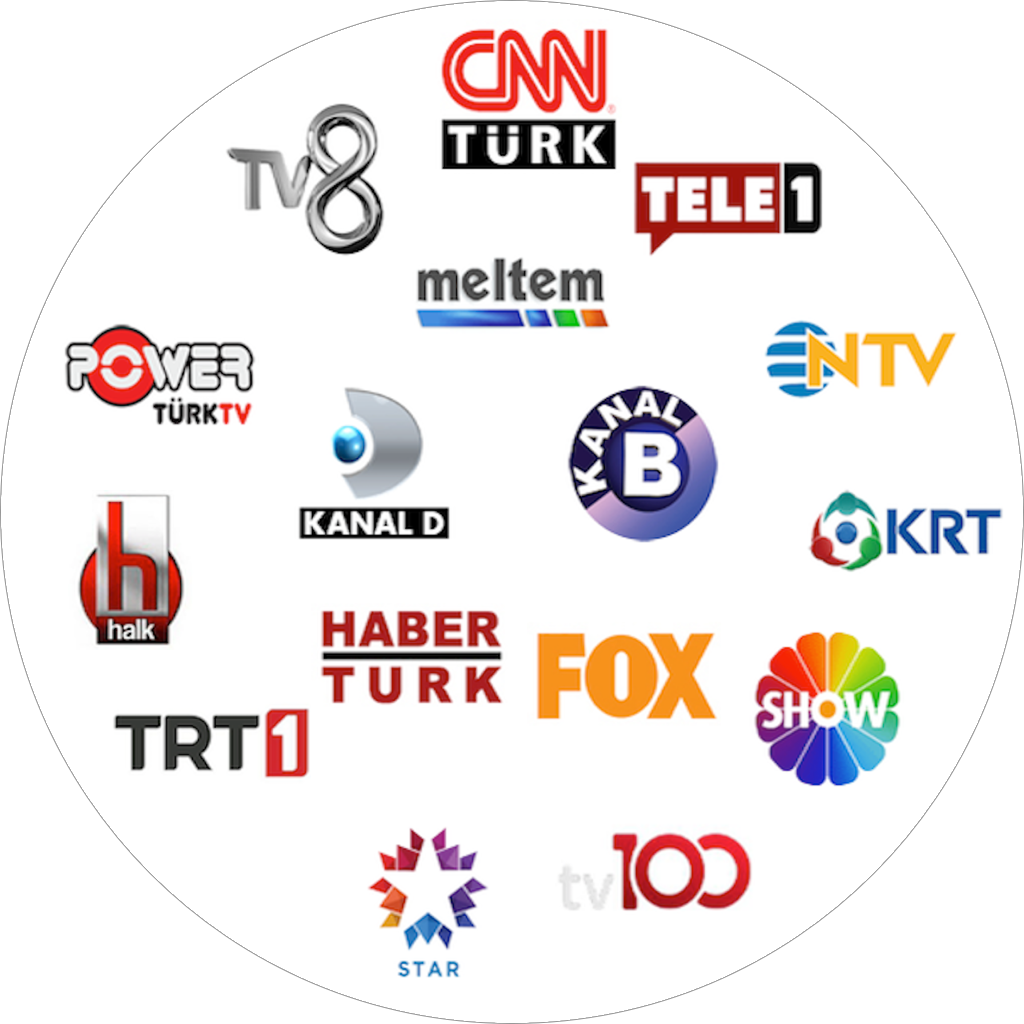 CNN
TÜRK
TV8
TELE1
meltem
POWER
TÜRKTV
NTV
KANAL D
KANAL
B
KRT
h
halk
HABER
TURK
FOX
SHOW
TRT1
tv100
STAR